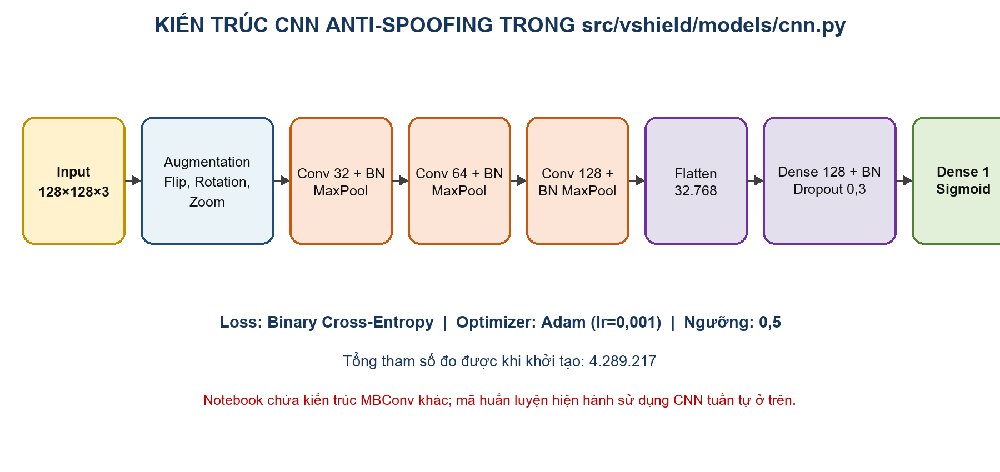 KIẾN TRÚC CNN ANTI-SPOOFING TRONG src/vshield/models/cnn.py
Input
128×128×3
Augmentation
Flip, Rotation,
Zoom
Conv 32 + BN
MaxPool
Conv 64 + BN
MaxPool
Conv 128 +
BN MaxPool
Flatten
32.768
Dense 128 + BN
Dropout 0,3
Dense 1
Sigmoid
Loss: Binary Cross-Entropy | Optimizer: Adam (lr=0,001) | Ngưỡng: 0,5
Tổng tham số đo được khi khởi tạo: 4.289.217
Notebook chứa kiến trúc MBConv khác; mã huấn luyện hiện hành sử dụng CNN tuần tự ở trên.